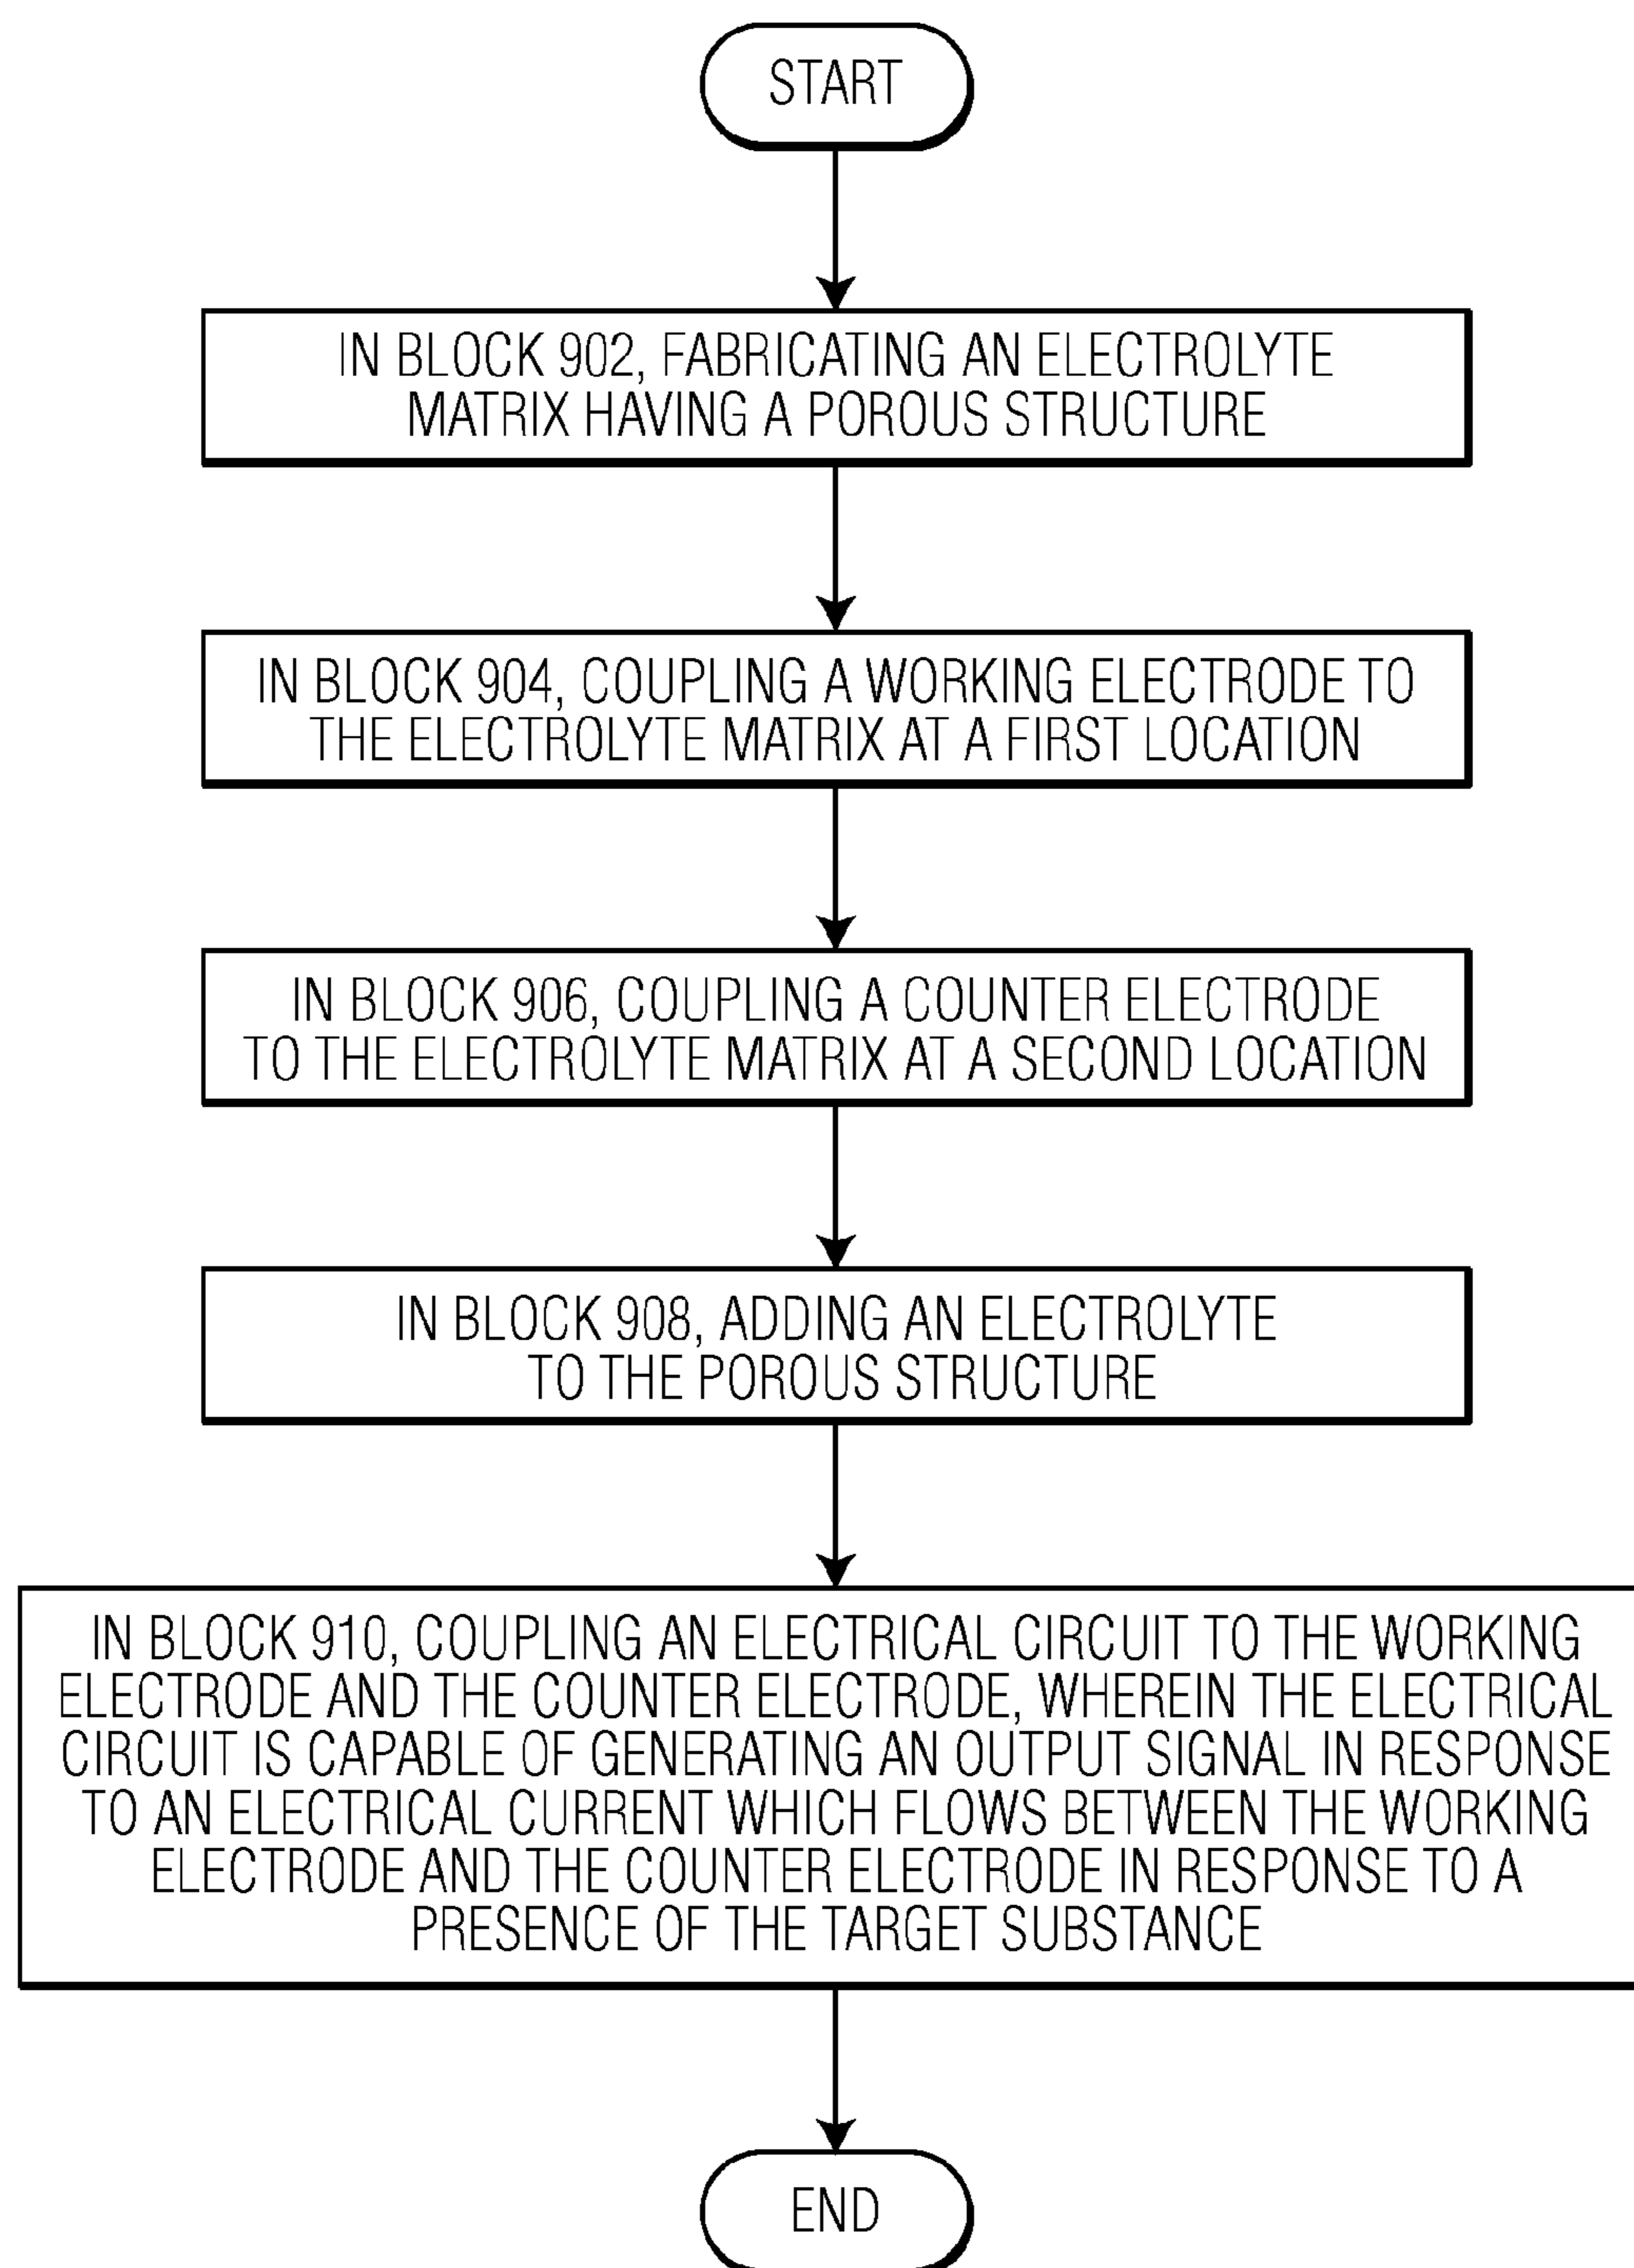 START
IN BLOCK 902, FABRICATING AN ELECTROLYTE
MATRIX HAVING A POROUS STRUCTURE
IN BLOCK 904, COUPLING A WORKING ELECTRODE TO
THE ELECTROLYTE MATRIX AT A FIRST LOCATION
IN BLOCK 906, COUPLING A COUNTER ELECTRODE
TO THE ELECTROLYTE MATRIX AT A SECOND LOCATION
IN BLOCK 908, ADDING AN ELECTROLYTE
TO THE POROUS STRUCTURE
IN BLOCK 910, COUPLING AN ELECTRICAL CIRCUIT TO THE WORKING
ELECTRODE AND THE COUNTER ELECTRODE, WHEREIN THE ELECTRICAL
CIRCUIT IS CAPABLE OF GENERATING AN OUTPUT SIGNAL IN RESPONSE
TO AN ELECTRICAL CURRENT WHICH FLOWS BETWEEN THE WORKING
ELECTRODE AND THE COUNTER ELECTRODE IN RESPONSE TO A
PRESENCE OF THE TARGET SUBSTANCE
END